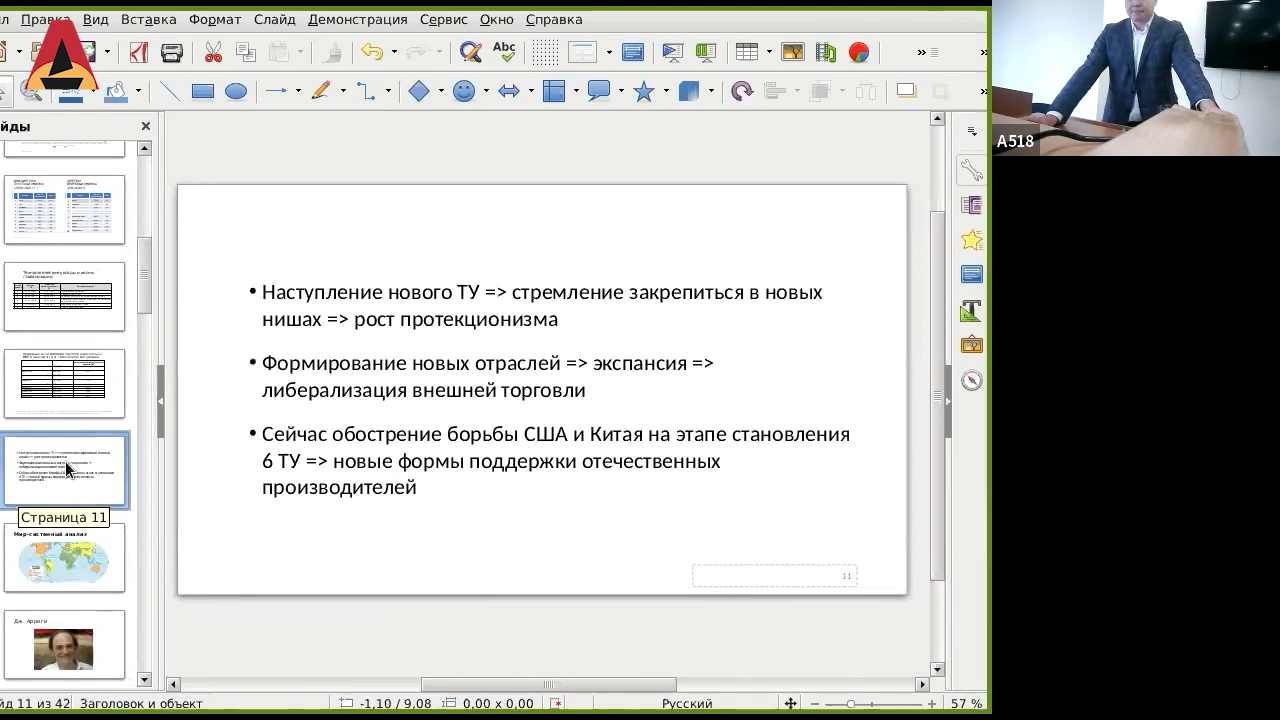 Правка Вид Вставка Формат Слайд Демонстрация Сервис Окно Справка
Abc
йды
Страница 11
Мир-системный анализ
Дж. Арриги
• Наступление нового ТУ => стремление закрепиться в новых
нишах => рост протекционизма
• Формирование новых отраслей => экспансия =>
либерализация внешней торговли
• Сейчас обострение борьбы США и Китая на этапе становления
6 ТУ => новые формы поддержки отечественных
производителей
11
A518
йд 11 из 42 Заголовок и объект -1,10 / 9,08 0,00 x 0,00 Русский 57 %